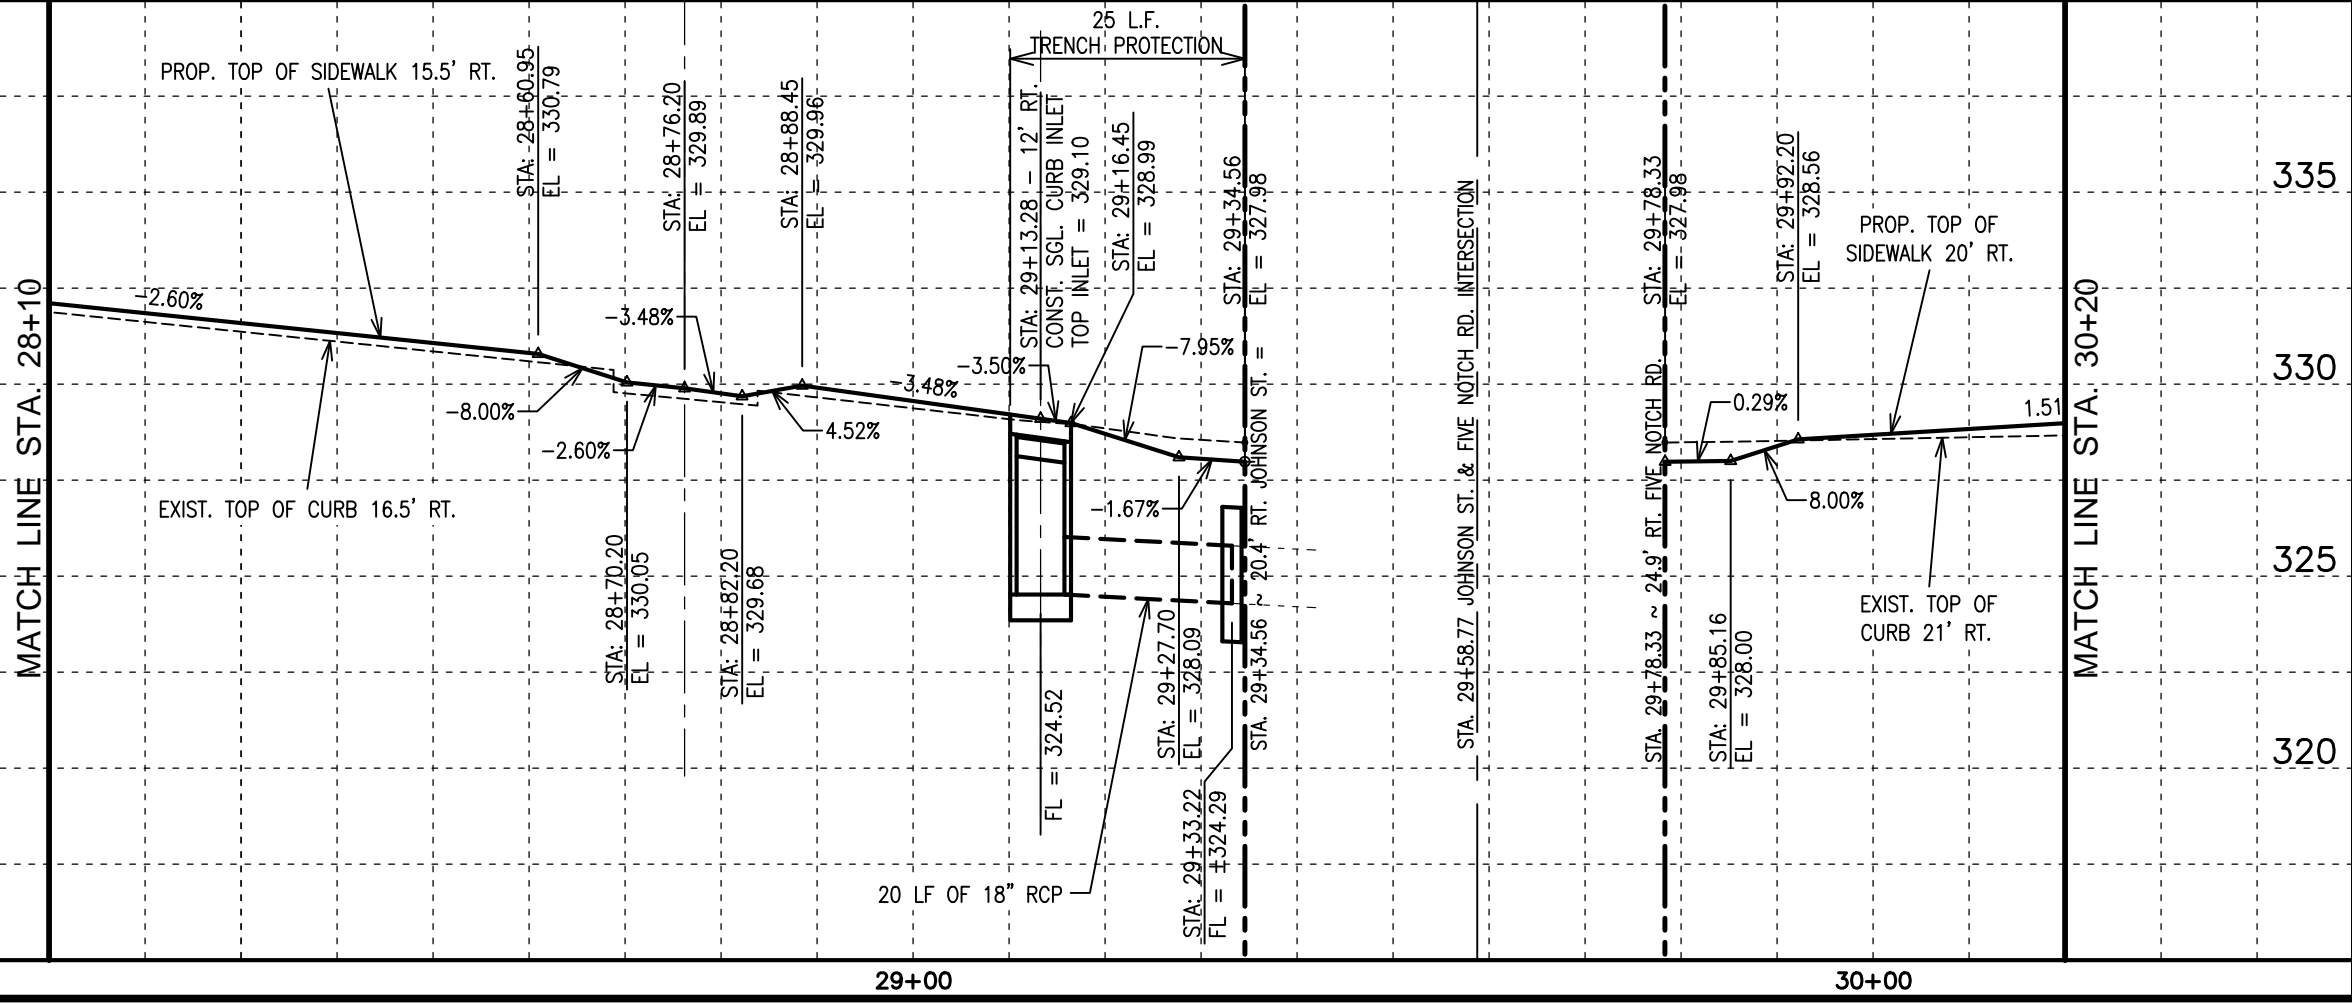 25 L.F.
TRENCH PROTECTION
PROP. TOP OF SIDEWALK 15.5' RT.
STA: 28+60.95
EL = 330.79
STA: 28+76.20
EL = 329.89
STA: 28+88.45
EL = 329.96
STA: 29+13.28 - 12' RT.
CONST. SGL. CURB INLET
TOP INLET = 329.10
STA: 29+16.45
EL = 328.99
STA: 29+34.56
EL = 327.98
STA. 29+58.77 JOHNSON ST. & FIVE NOTCH RD. INTERSECTION
STA: 29+78.33
EL = 327.98
STA: 29+92.20
EL = 328.56
PROP. TOP OF
SIDEWALK 20' RT.
335
330
325
320
MATCH LINE STA. 28+10
-2.60%
-3.48%
-8.00%
-2.60%
4.52%
-3.48%
-3.50%
-7.95%
-1.67%
0.29%
8.00%
1.51
MATCH LINE STA. 30+20
EXIST. TOP OF CURB 16.5' RT.
STA: 28+70.20
EL = 330.05
STA: 28+82.20
EL = 329.68
FL = 324.52
STA: 29+27.70
EL = 328.09
STA. 29+34.56 ~ 20.4' RT. JOHNSON ST. =
STA. 29+78.33 ~ 24.9' RT. FIVE NOTCH RD.
STA: 29+85.16
EL = 328.00
EXIST. TOP OF
CURB 21' RT.
STA: 29+33.22
FL = ±324.29
20 LF OF 18" RCP
29+00
30+00